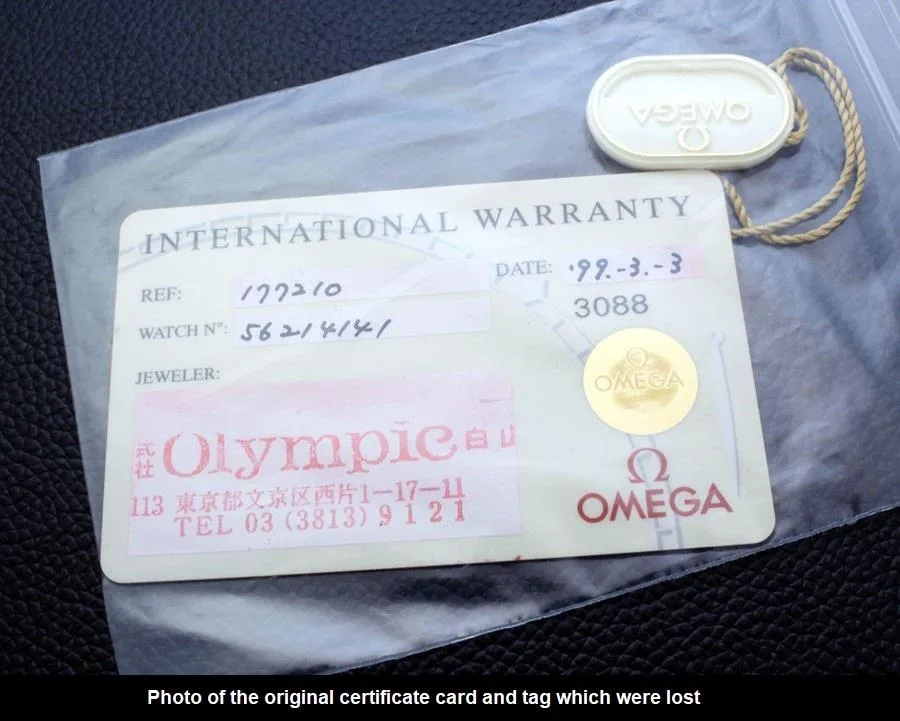 OMEGA
Ω
INTERNATIONAL WARRANTY
REF: 177210
DATE: '99.-3.-3
WATCH Nº: 56214141
3088
JEWELER:
Ω
OMEGA
式社 Olympic 白山
113 東京都文京区西片1-17-11
TEL 03 (3813) 9121
Ω
OMEGA
Photo of the original certificate card and tag which were lost